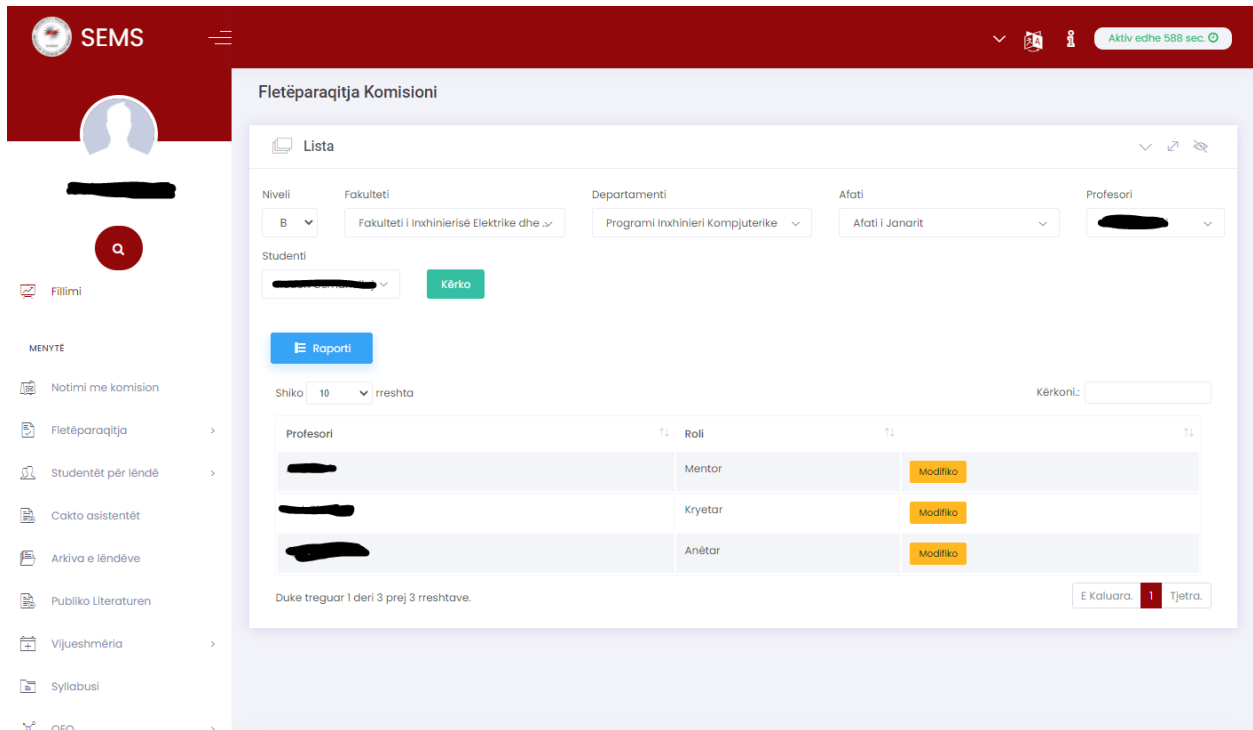 SEMS
Aktiv edhe 588 sec.
Fletëparaqitja Komisioni
Lista
Niveli Fakulteti Departamenti Afati Profesori
B Fakulteti i Inxhinierisë Elektrike dhe .. Programi Inxhinieri Kompjuterike Afati i Janarit
Studenti
Kërko
Raporti
Shiko 10 rreshta Kërkoni.:
Profesori Roli
Mentor Modifiko
Kryetar Modifiko
Anëtar Modifiko
Duke treguar 1 deri 3 prej 3 rreshtave. E Kaluara. 1 Tjetra.
Fillimi
MENYTË
Notimi me komision
Fletëparaqitja
Studentët për lëndë
Cakto asistentët
Arkiva e lëndëve
Publiko Literaturen
Vijueshmëria
Syllabusi